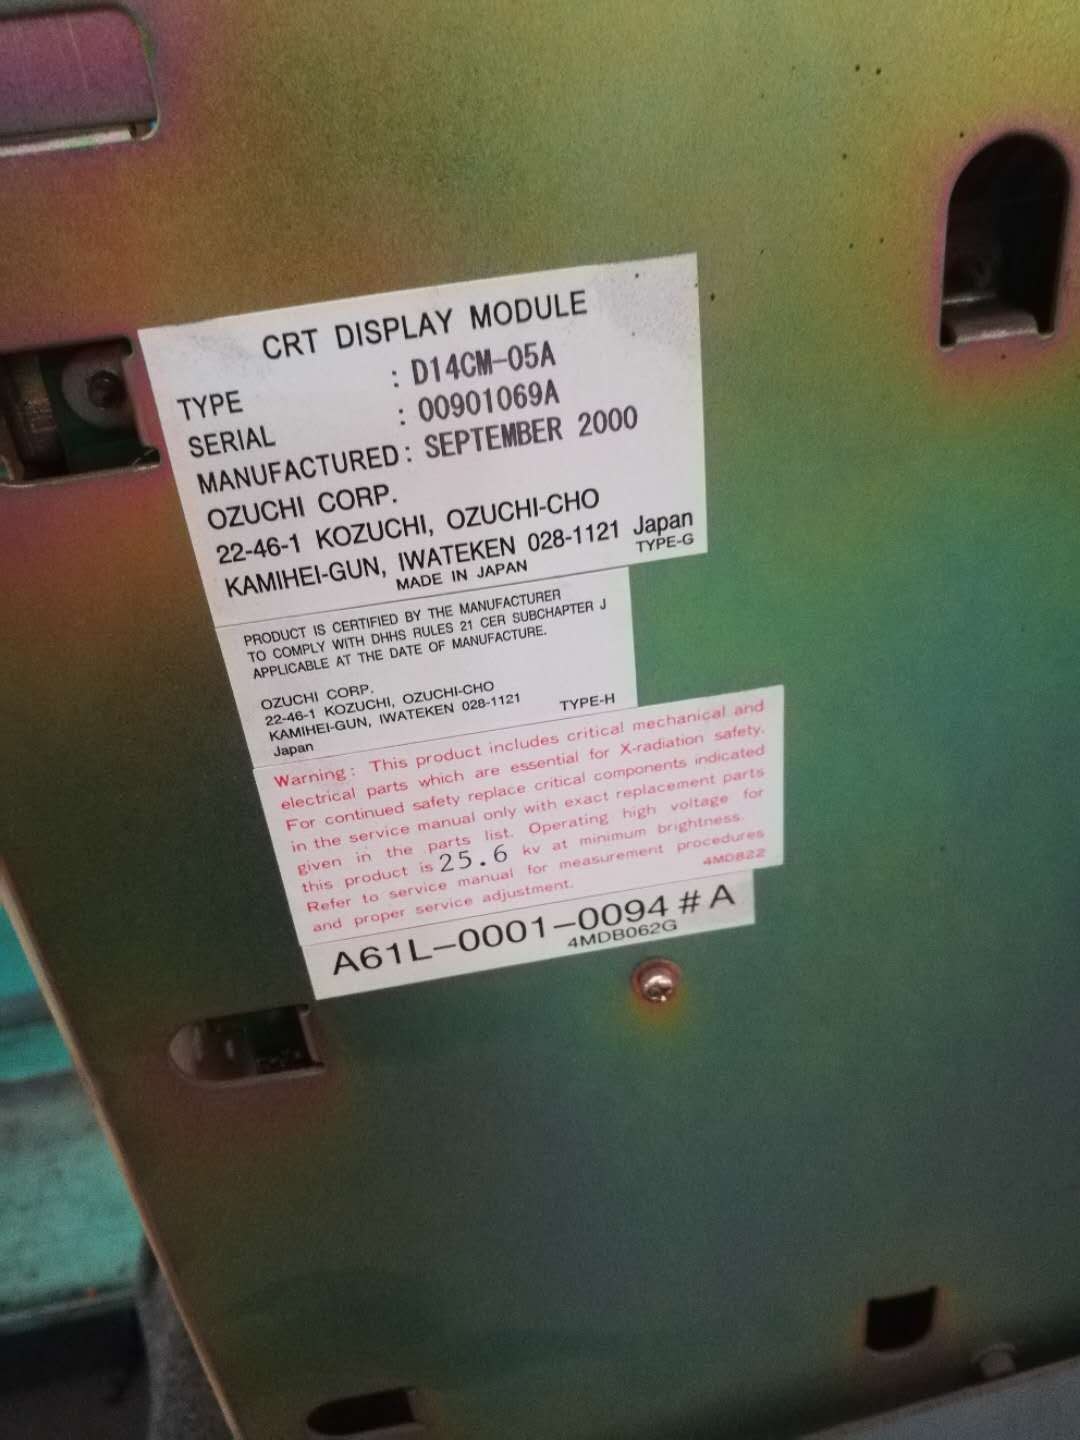 CRT DISPLAY MODULE
TYPE : D14CM-05A
SERIAL : 00901069A
MANUFACTURED : SEPTEMBER 2000
OZUCHI CORP.
22-46-1 KOZUCHI, OZUCHI-CHO
KAMIHEI-GUN, IWATEKEN 028-1121 Japan
MADE IN JAPAN TYPE-G
PRODUCT IS CERTIFIED BY THE MANUFACTURER
TO COMPLY WITH DHHS RULES 21 CER SUBCHAPTER J
APPLICABLE AT THE DATE OF MANUFACTURE.
OZUCHI CORP.
22-46-1 KOZUCHI, OZUCHI-CHO
KAMIHEI-GUN, IWATEKEN 028-1121 TYPE-H
Japan
Warning: This product includes critical mechanical and
electrical parts which are essential for X-radiation safety.
For continued safety replace critical components indicated
in the service manual only with exact replacement parts
given in the parts list. Operating high voltage for
this product is 25.6 kv at minimum brightness.
Refer to service manual for measurement procedures
and proper service adjustment. 4MD822
A61L-0001-0094#A
4MDB062G